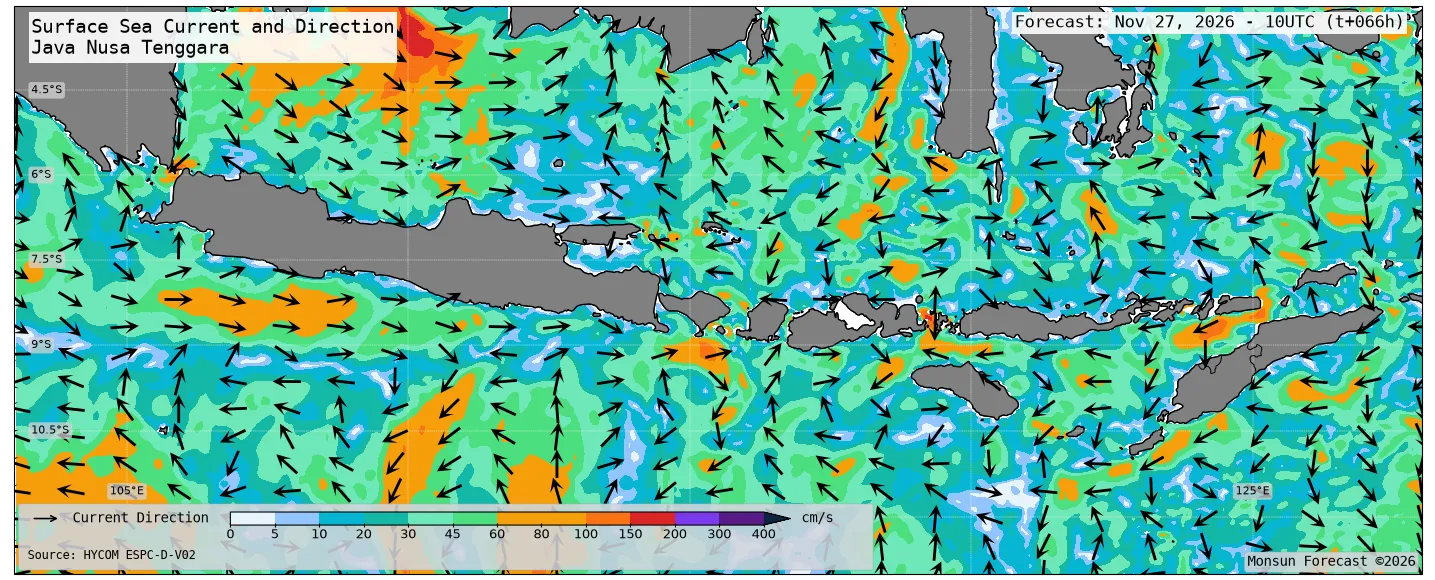 Surface Sea Current and Direction
Java Nusa Tenggara
Forecast: Nov 27, 2026 - 10UTC (t+066h)
4.5°S
6°S
7.5°S
9°S
10.5°S
105°E
125°E
Current Direction
0 5 10 20 30 45 60 80 100 150 200 300 400 cm/s
Source: HYCOM ESPC-D-V02
Monsun Forecast ©2026